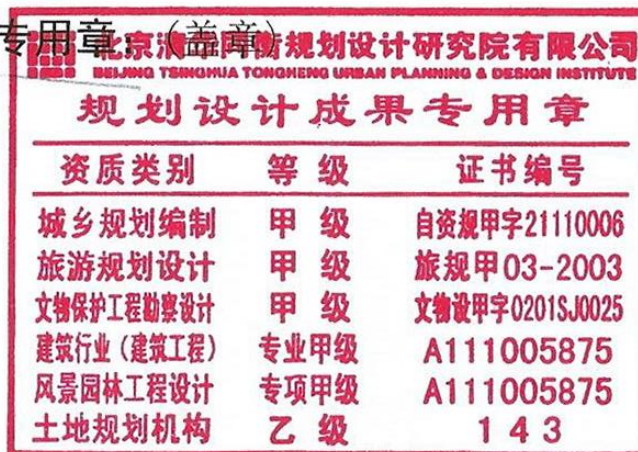 专用章：（盖章）
北京清华同衡规划设计研究院有限公司
BEIJING TSINGHUA TONGHENG URBAN PLANNING & DESIGN INSTITUTE
规划设计成果专用章
资质类别 等级 证书编号
城乡规划编制 甲级 自资规甲字21110006
旅游规划设计 甲级 旅规甲03-2003
文物保护工程勘察设计 甲级 文物设甲字0201SJ0025
建筑行业（建筑工程） 专业甲级 A111005875
风景园林工程设计 专项甲级 A111005875
土地规划机构 乙级 143